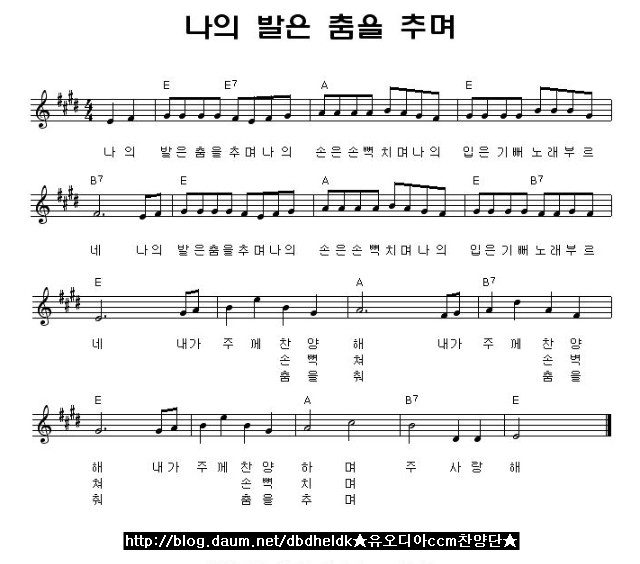 나의 발은 춤을 추며
E E7 A E
나 의 발은춤을추며나의 손은손뼉치며나의 입은기뻐노래부르
B7 E A E B7
네 나의 발은춤을추며나의 손은손뼉치며나의 입은기뻐노래부르
E A B7
네 내가 주께찬양 해 내가 주께찬양
손뼉 쳐 손벽
춤을 춰 춤을
E A B7 E
해 내가 주께찬양 하 며 주 사랑 해
쳐 손뼉 치 며
춰 춤을 추 며
http://blog.daum.net/dbdheldk★유오디아ccm찬양단★